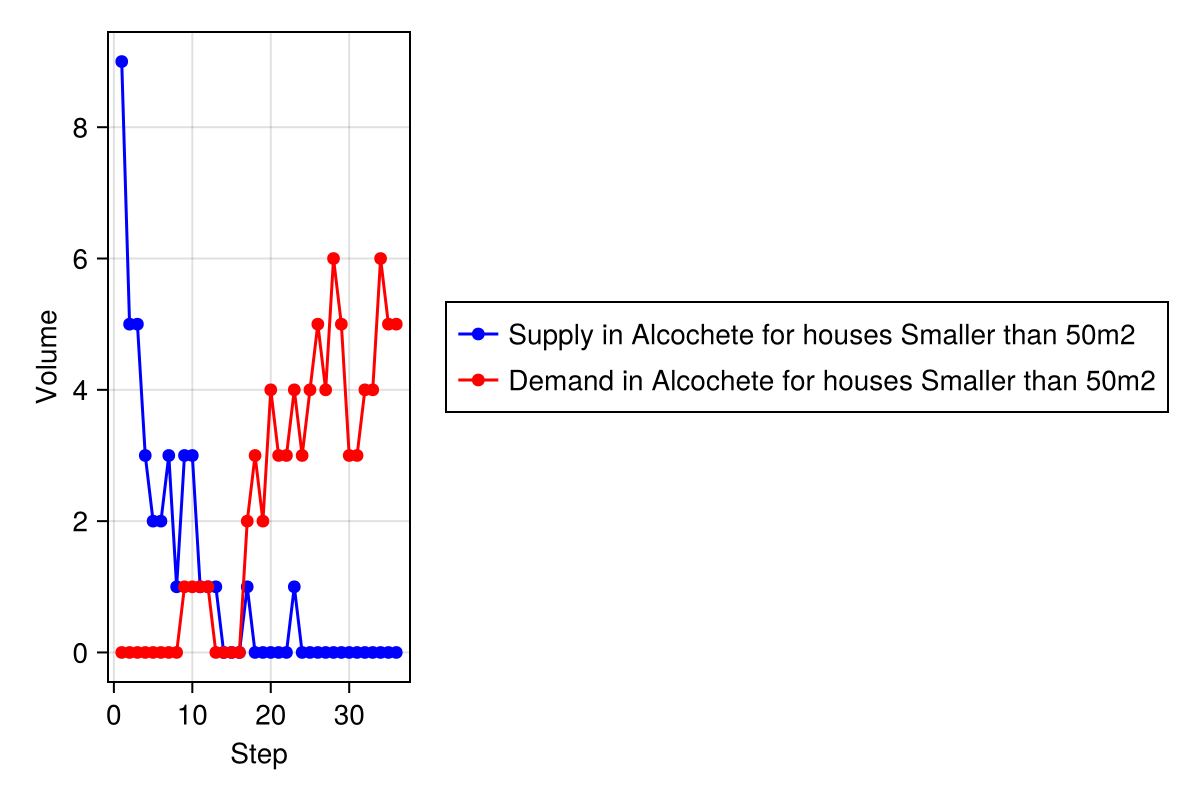 Volume
8
6
4
2
0
0 10 20 30
Step
Supply in Alcochete for houses Smaller than 50m2
Demand in Alcochete for houses Smaller than 50m2